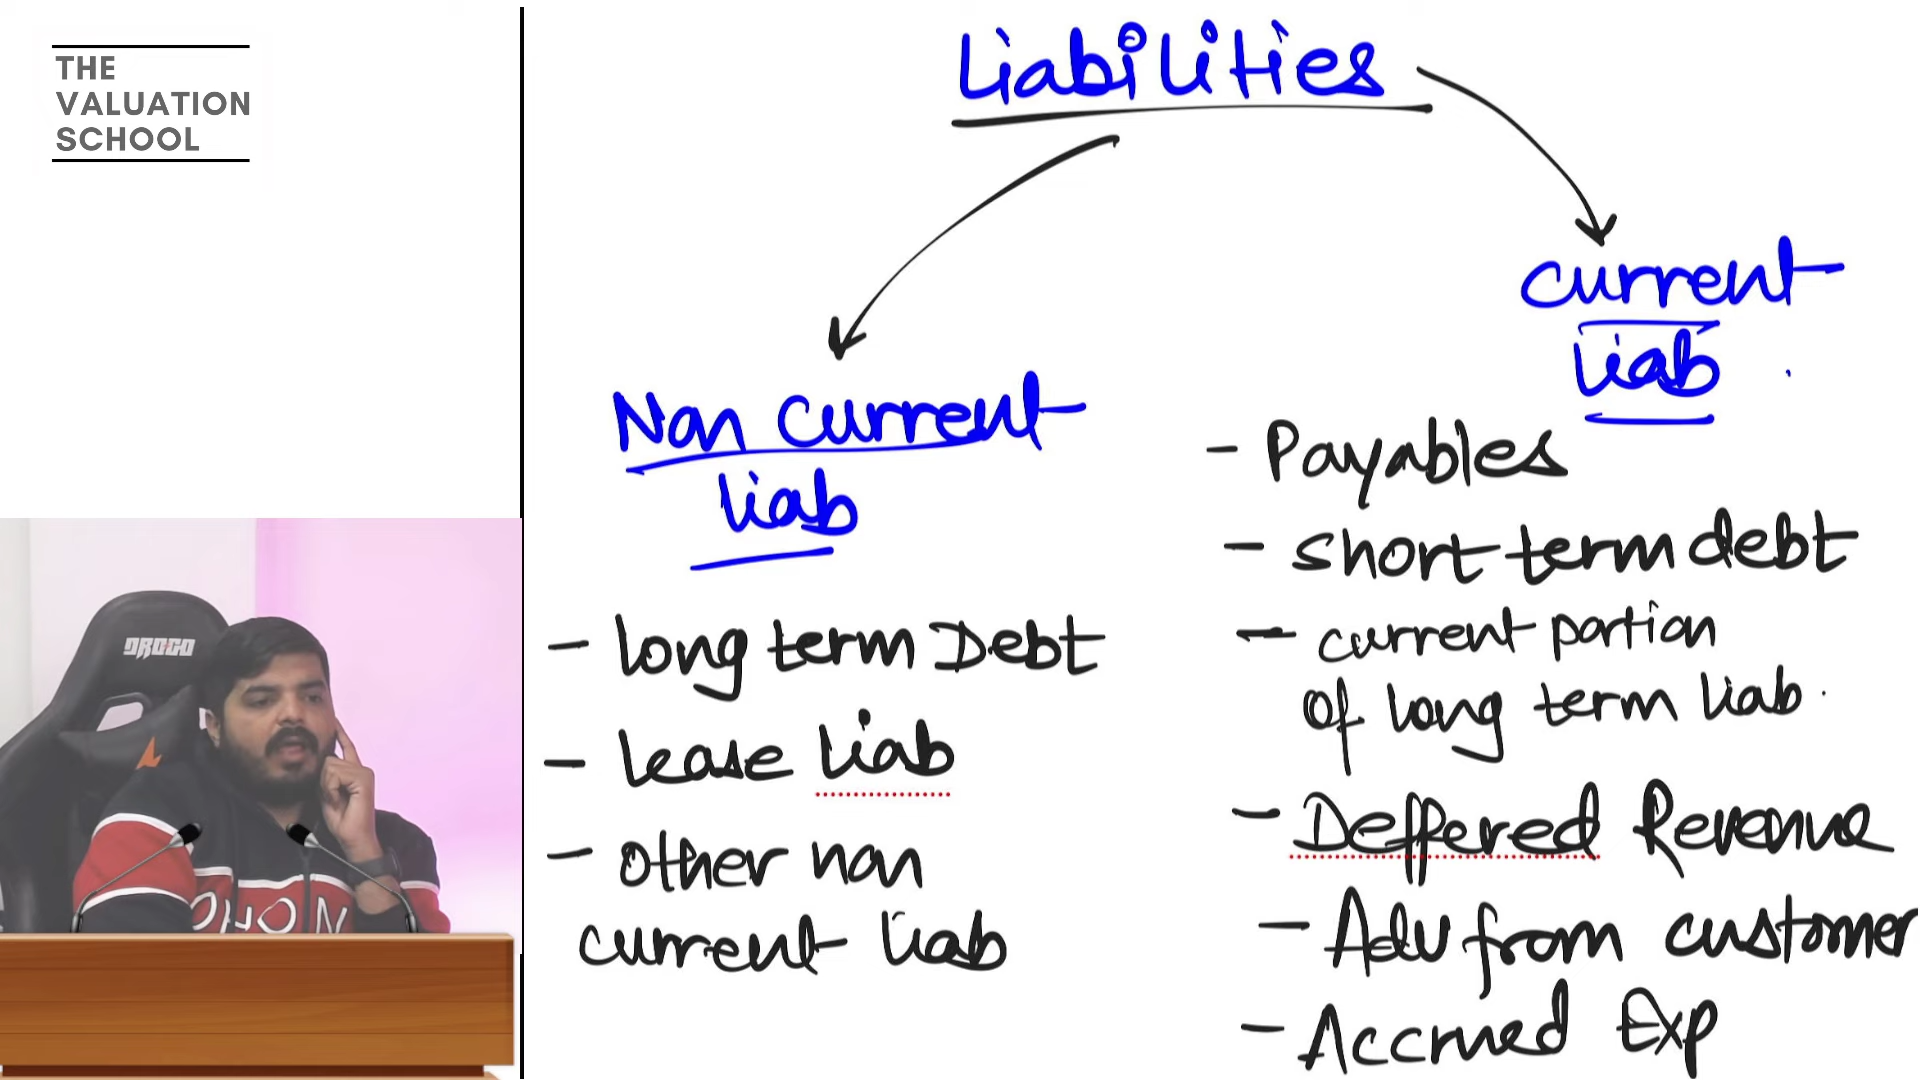 THE
VALUATION
SCHOOL
Liabilities
Non current
liab
- long term Debt
- lease liab
- other non
current liab
current
liab
- Payables
- short term debt
- current portion
of long term liab.
- Deffered Revenue
- Adv from customer
- Accrued Exp
DROGO